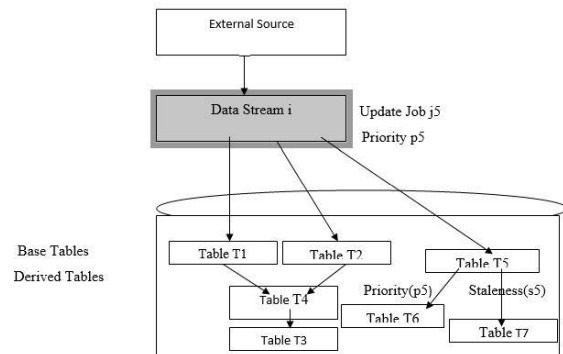 External Source
Data Stream i
Update Job j5
Priority p5
Base Tables
Derived Tables
Table T1
Table T2
Table T5
Priority(p5)
Staleness(s5)
Table T4
Table T6
Table T3
Table T7